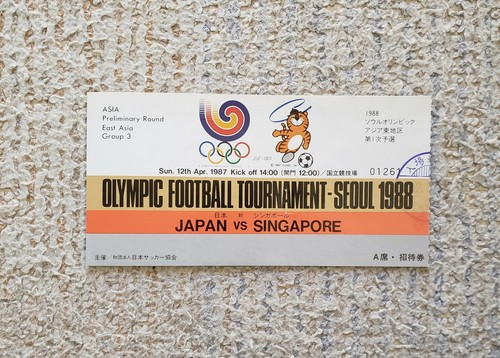 ASIA
Preliminary Round
East Asia
Group 3
1988
ソウルオリンピック
アジア東地区
第1次予選
Sun. 12th Apr. 1987 Kick off 14:00 (開門 12:00)/国立競技場
0126
OLYMPIC FOOTBALL TOURNAMENT-SEOUL 1988
日本 対 シンガポール
JAPAN VS SINGAPORE
主催/財団法人日本サッカー協会
A席・招待券